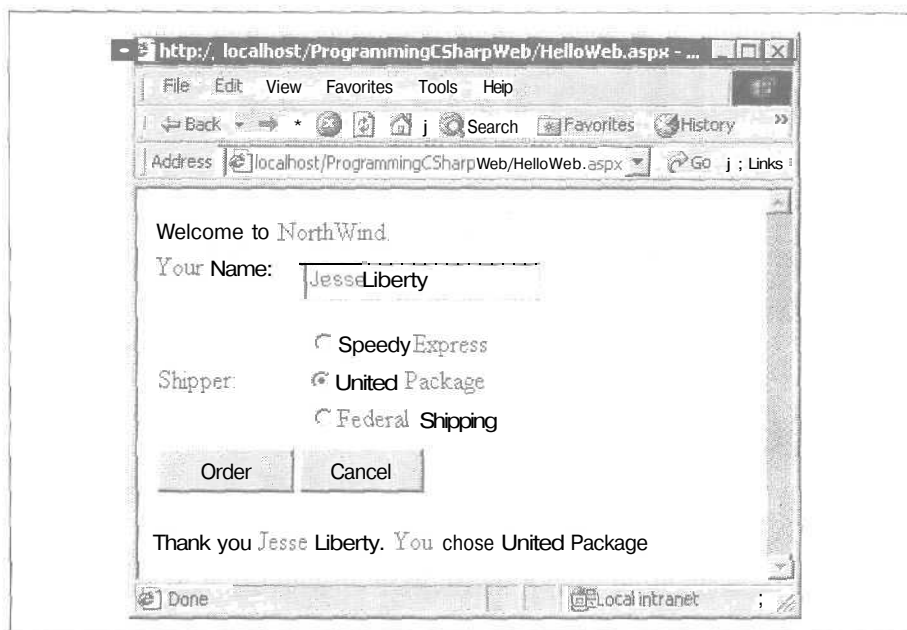 http:/, localhost/ProgrammingCSharpWeb/HelloWeb.aspx - ...
File Edit View Favorites Tools Help
Back * j Search Favorites History »
Address localhost/ProgrammingCSharpWeb/HelloWeb.aspx Go j ; Links
Welcome to NorthWind.
Your Name: Jesse Liberty
Speedy Express
Shipper: United Package
Federal Shipping
Order Cancel
Thank you Jesse Liberty. You chose United Package
Done Local intranet ;